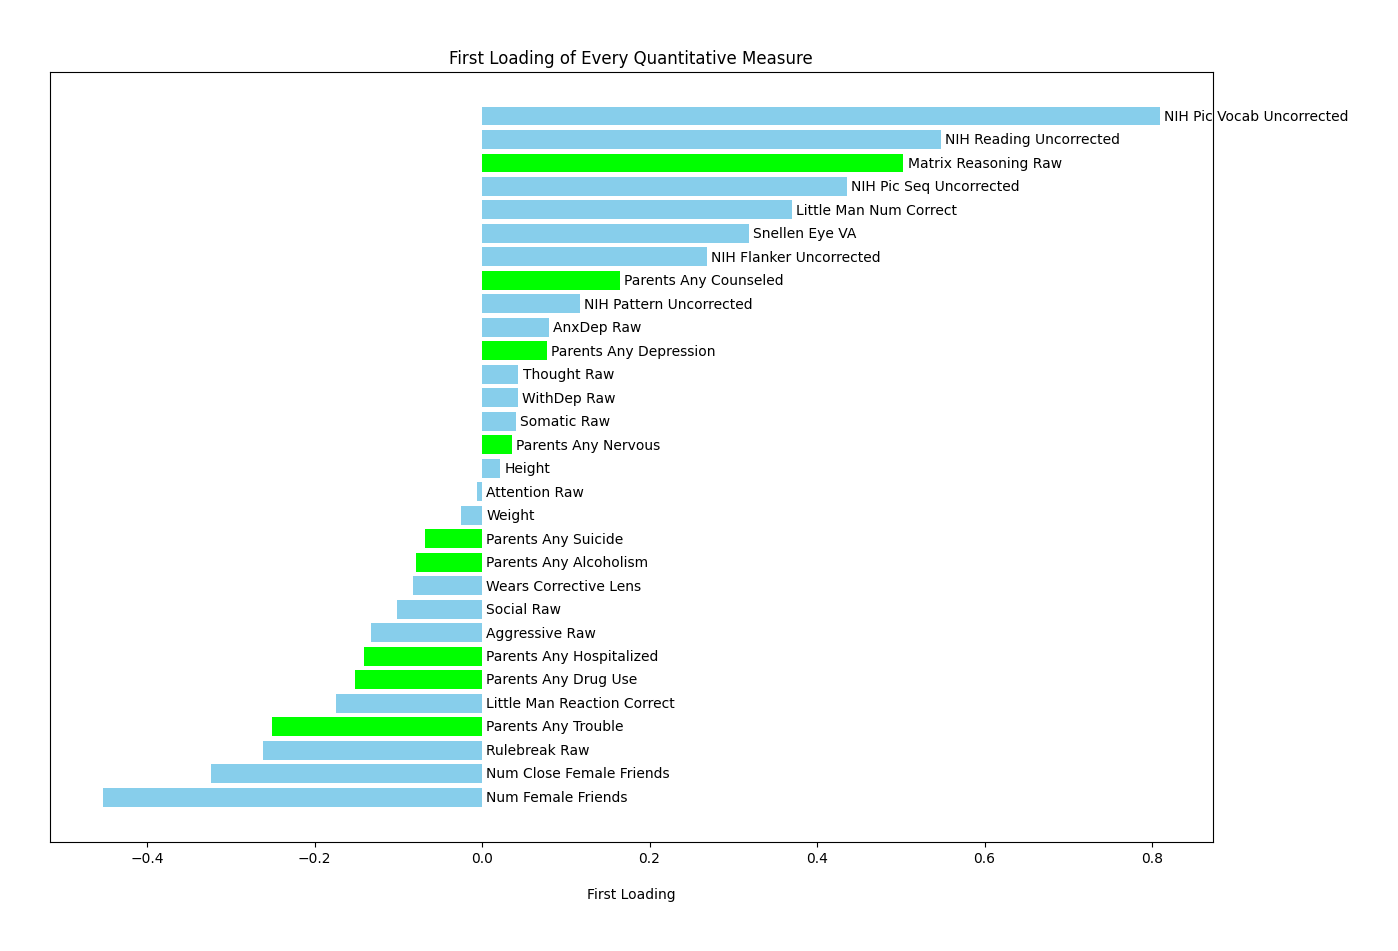 First Loading of Every Quantitative Measure
NIH Pic Vocab Uncorrected
NIH Reading Uncorrected
Matrix Reasoning Raw
NIH Pic Seq Uncorrected
Little Man Num Correct
Snellen Eye VA
NIH Flanker Uncorrected
Parents Any Counseled
NIH Pattern Uncorrected
AnxDep Raw
Parents Any Depression
Thought Raw
WithDep Raw
Somatic Raw
Parents Any Nervous
Height
Attention Raw
Weight
Parents Any Suicide
Parents Any Alcoholism
Wears Corrective Lens
Social Raw
Aggressive Raw
Parents Any Hospitalized
Parents Any Drug Use
Little Man Reaction Correct
Parents Any Trouble
Rulebreak Raw
Num Close Female Friends
Num Female Friends
−0.4 −0.2 0.0 0.2 0.4 0.6 0.8
First Loading